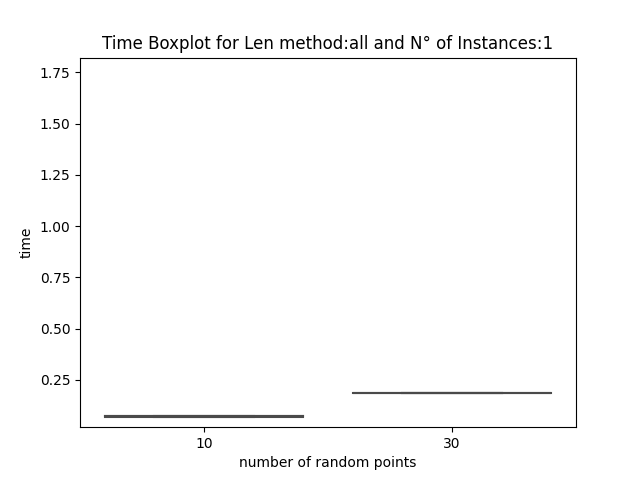 Time Boxplot for Len method:all and N° of Instances:1
1.75
1.50
1.25
1.00
0.75
0.50
0.25
time
10 30
number of random points